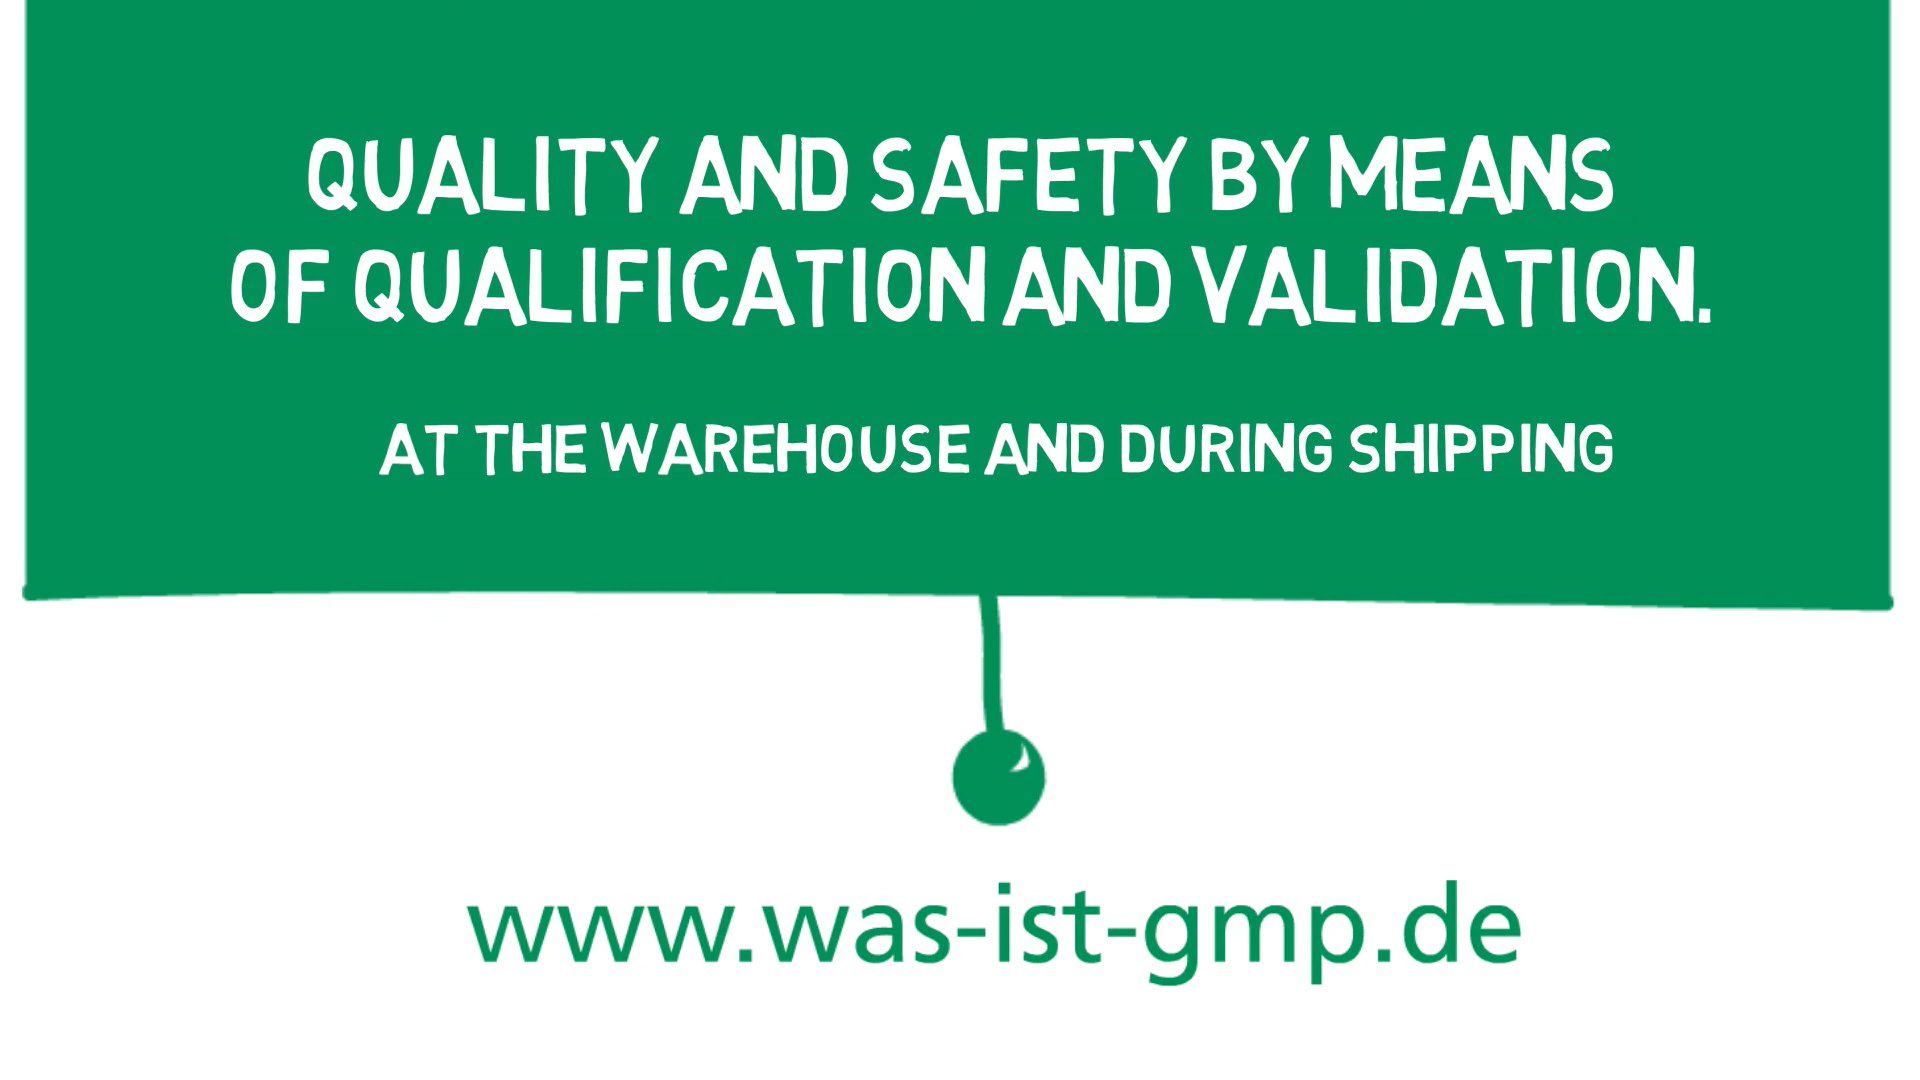 QUALITY AND SAFETY BY MEANS
OF QUALIFICATION AND VALIDATION.
AT THE WAREHOUSE AND DURING SHIPPING
www.was-ist-gmp.de